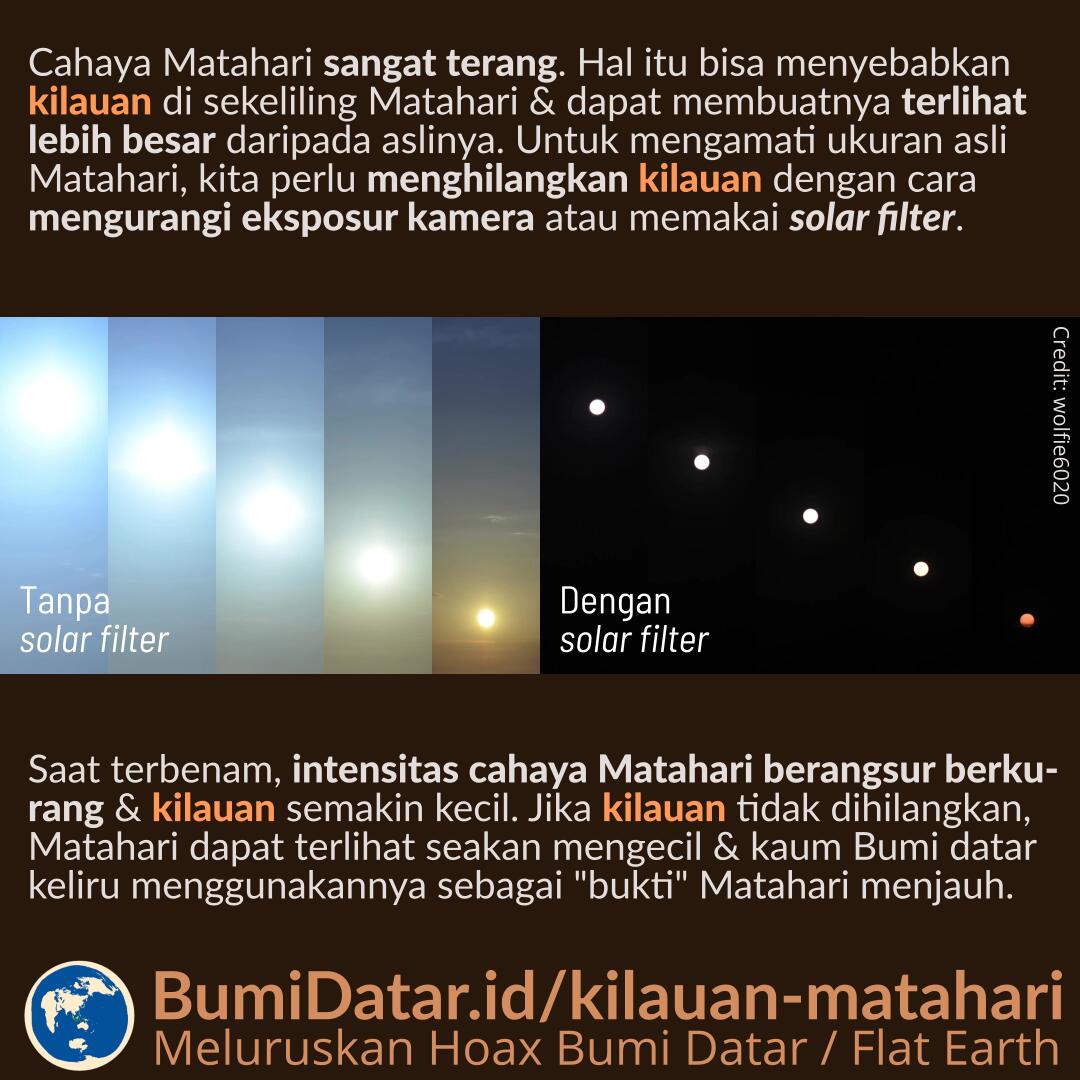 Cahaya Matahari sangat terang. Hal itu bisa menyebabkan
kilauan di sekeliling Matahari & dapat membuatnya terlihat
lebih besar daripada aslinya. Untuk mengamati ukuran asli
Matahari, kita perlu menghilangkan kilauan dengan cara
mengurangi eksposur kamera atau memakai solar filter.
Credit: wolfie6020
Tanpa
solar filter
Dengan
solar filter
Saat terbenam, intensitas cahaya Matahari berangsur berku-
rang & kilauan semakin kecil. Jika kilauan tidak dihilangkan,
Matahari dapat terlihat seakan mengecil & kaum Bumi datar
keliru menggunakannya sebagai "bukti" Matahari menjauh.
BumiDatar.id/kilauan-matahari
Meluruskan Hoax Bumi Datar / Flat Earth